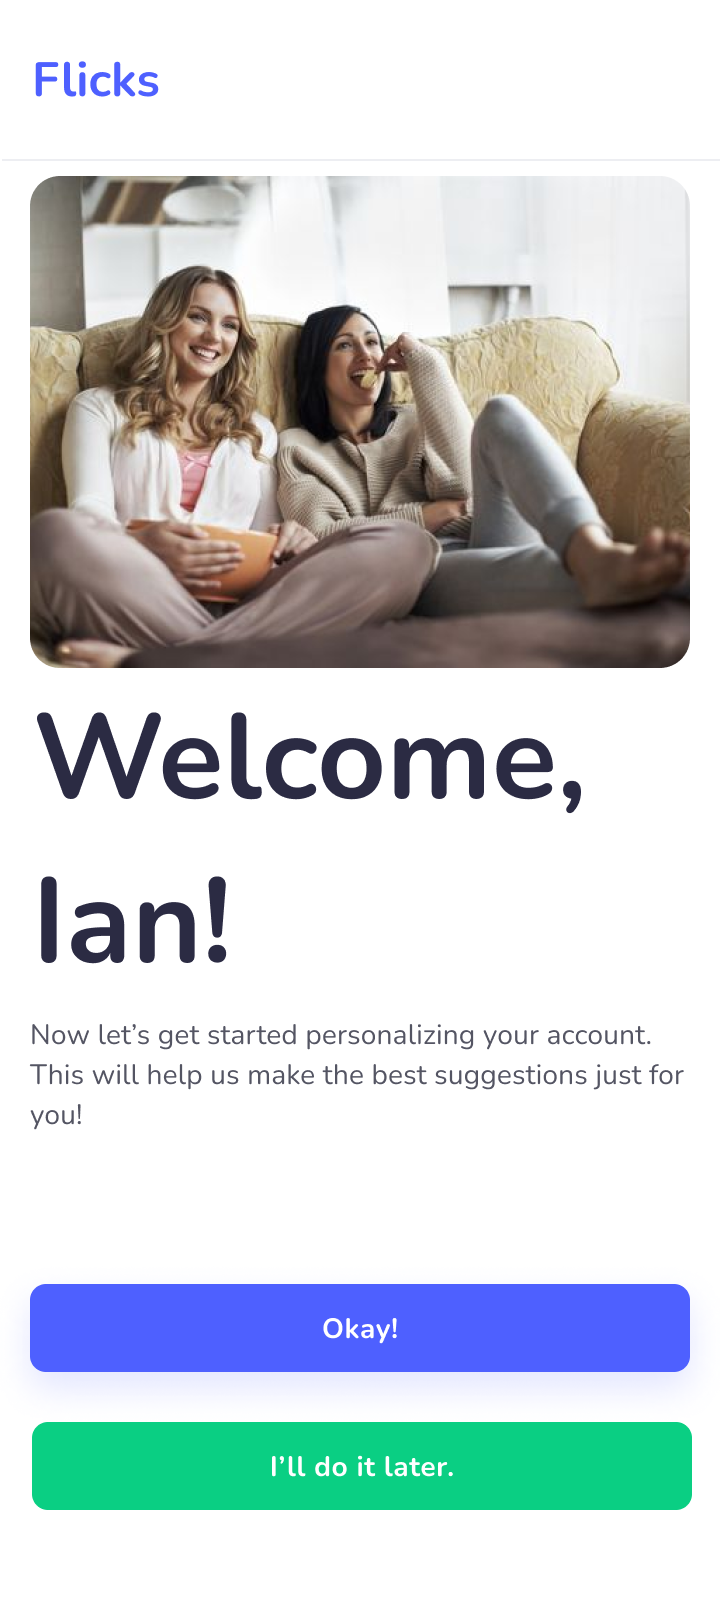 Flicks
Welcome,
Ian!
Now let’s get started personalizing your account.
This will help us make the best suggestions just for
you!
Okay!
I’ll do it later.